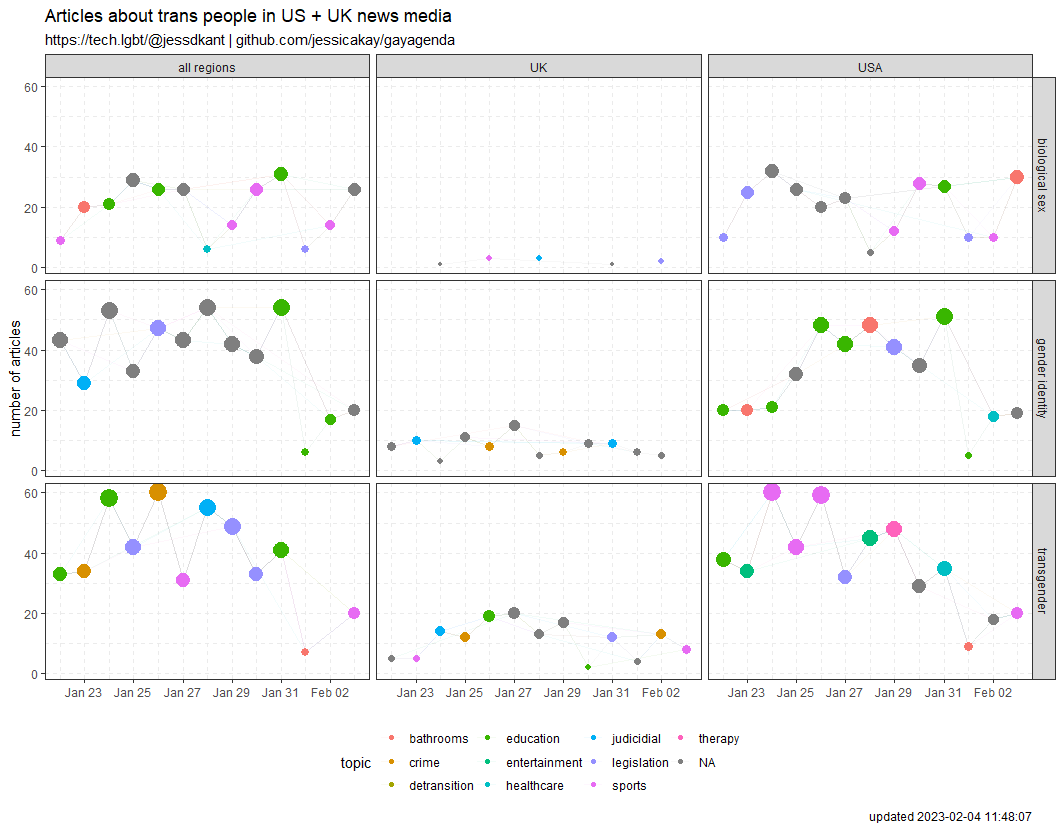 Articles about trans people in US + UK news media
https://tech.lgbt/@jessdkant | github.com/jessicakay/gayagenda
all regions UK USA
60
40
20
0
biological sex
60
40
20
0
gender identity
number of articles
60
40
20
0
transgender
Jan 23 Jan 25 Jan 27 Jan 29 Jan 31 Feb 02 Jan 23 Jan 25 Jan 27 Jan 29 Jan 31 Feb 02 Jan 23 Jan 25 Jan 27 Jan 29 Jan 31 Feb 02
topic
bathrooms education judicidial therapy
crime entertainment legislation NA
detransition healthcare sports
updated 2023-02-04 11:48:07